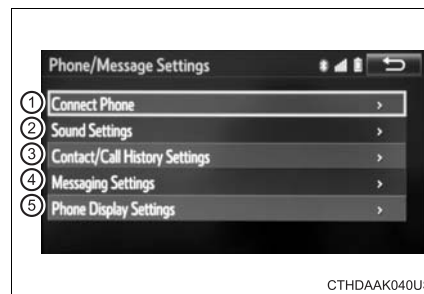 Phone/Message Settings
① Connect Phone >
② Sound Settings >
③ Contact/Call History Settings >
④ Messaging Settings >
⑤ Phone Display Settings >
CTHDAAK040U